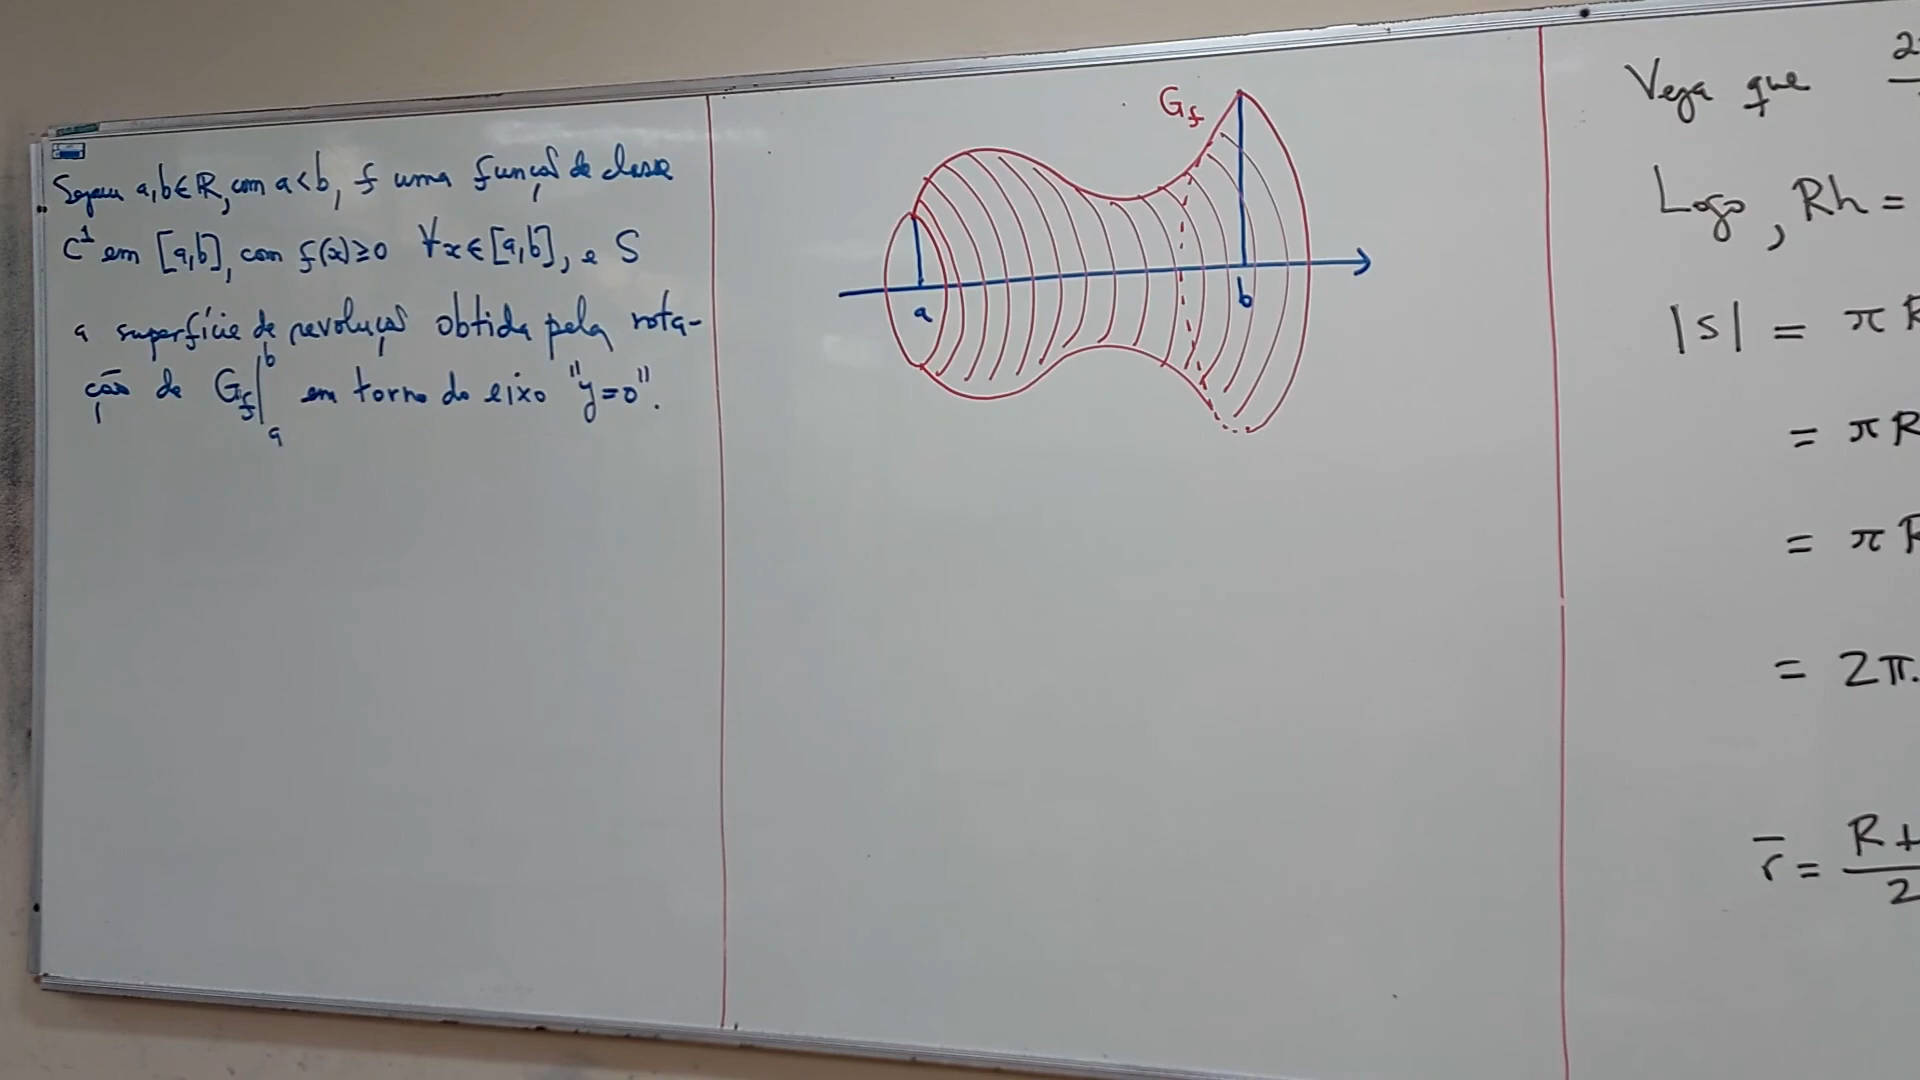 Sejam a,b∈ℝ, com a<b, f uma função de classe
C¹ em [a,b], com f(x)≥0 ∀x∈[a,b], e S
a superfície de revolução obtida pela rota-
ção de G_f|_a^b em torno do eixo "y=0".
G_f
a
b
Veja que 2
Logo, Rh =
|S| = π R
= π R
= π R
= 2π.
r̄ = R+
2